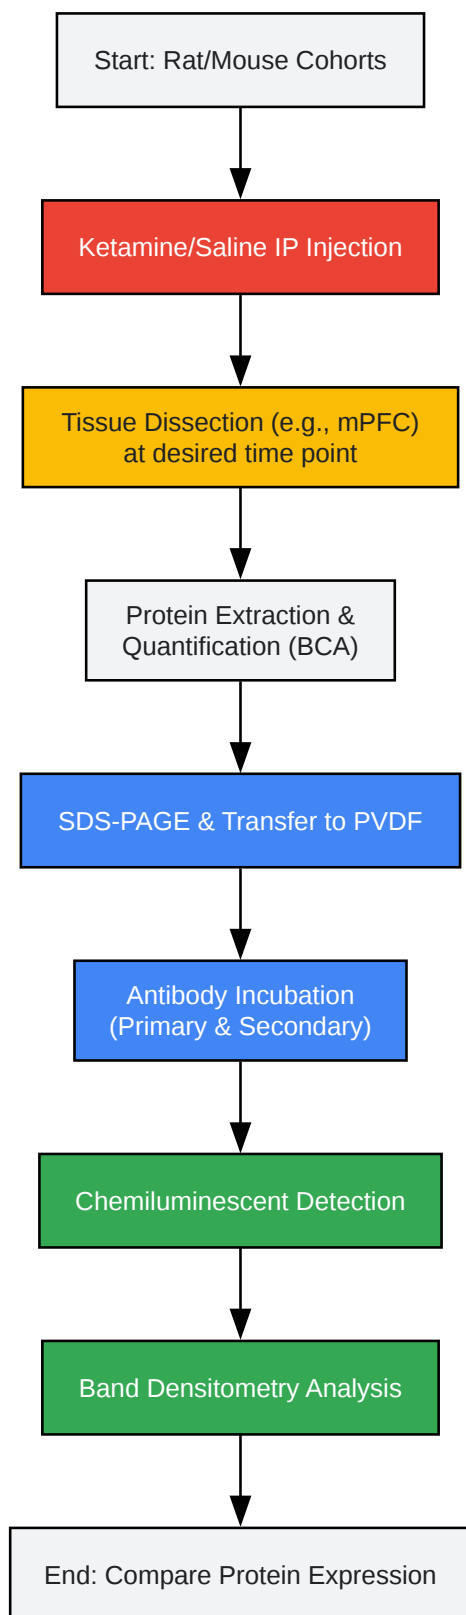 Start: Rat/Mouse Cohorts
Ketamine/Saline IP Injection
Tissue Dissection (e.g., mPFC)
at desired time point
Protein Extraction &
Quantification (BCA)
SDS-PAGE & Transfer to PVDF
Antibody Incubation
(Primary & Secondary)
Chemiluminescent Detection
Band Densitometry Analysis
End: Compare Protein Expression